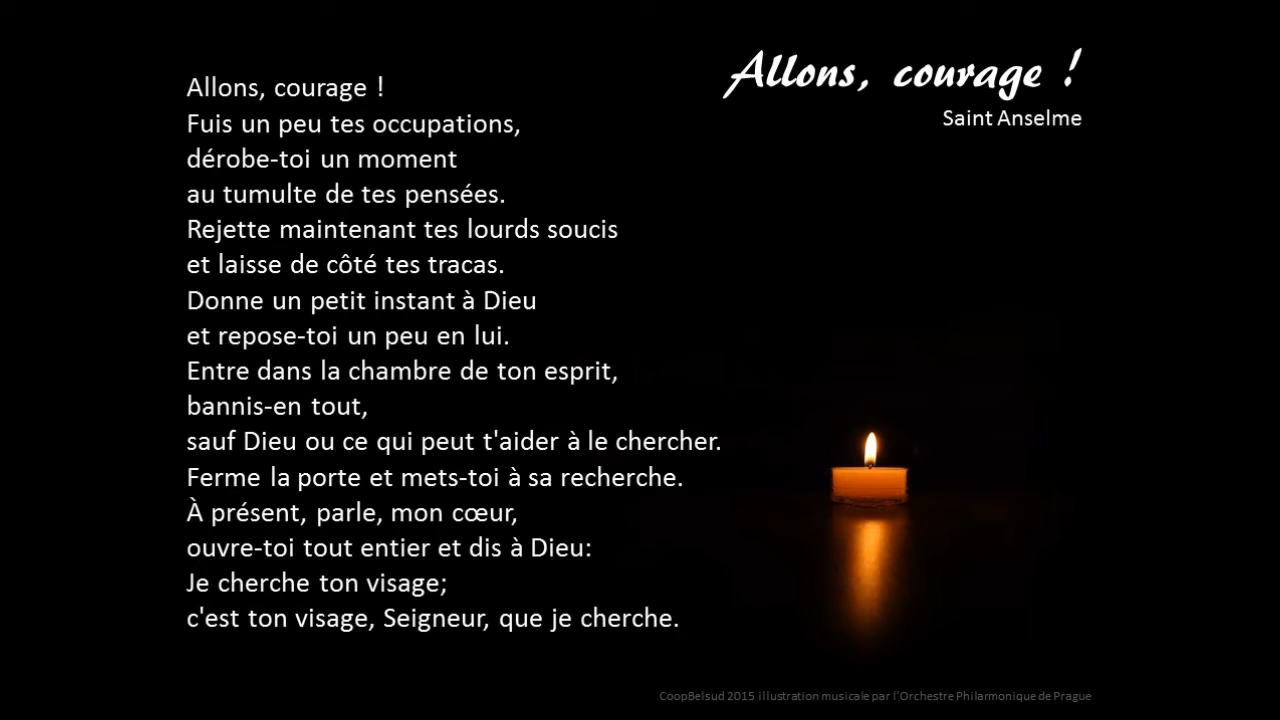 Allons, courage !
Saint Anselme
Allons, courage !
Fuis un peu tes occupations,
dérobe-toi un moment
au tumulte de tes pensées.
Rejette maintenant tes lourds soucis
et laisse de côté tes tracas.
Donne un petit instant à Dieu
et repose-toi un peu en lui.
Entre dans la chambre de ton esprit,
bannis-en tout,
sauf Dieu ou ce qui peut t'aider à le chercher.
Ferme la porte et mets-toi à sa recherche.
À présent, parle, mon cœur,
ouvre-toi tout entier et dis à Dieu:
Je cherche ton visage;
c'est ton visage, Seigneur, que je cherche.
CoopBelsud 2015 illustration musicale par l'Orchestre Philarmonique de Prague